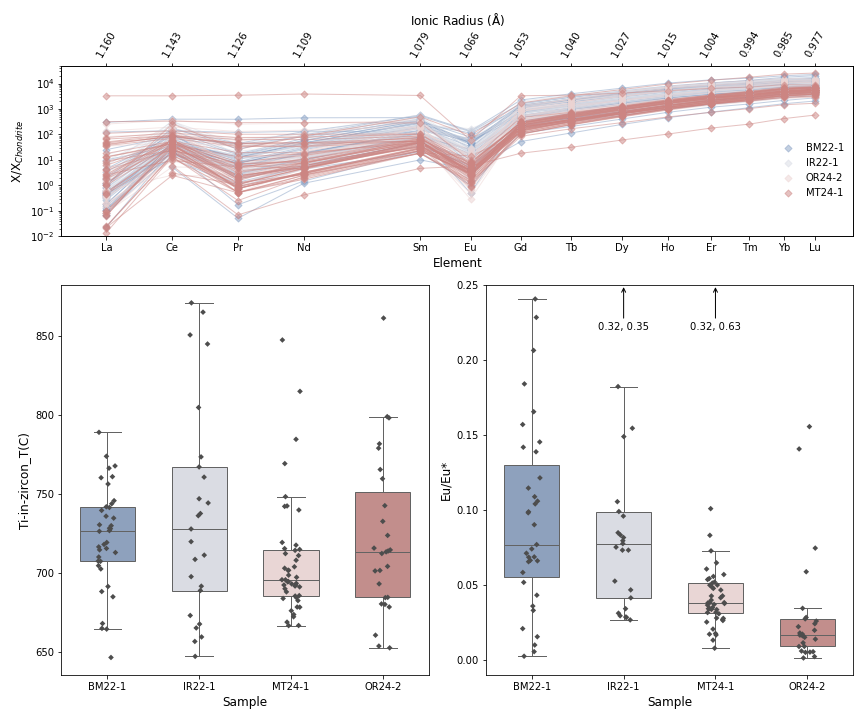 Ionic Radius (Å)
1.160 1.143 1.126 1.109 1.079 1.066 1.053 1.040 1.027 1.015 1.004 0.994 0.985 0.977
X/X_Chondrite
10^4
10^3
10^2
10^1
10^0
10^−1
10^−2
BM22-1
IR22-1
OR24-2
MT24-1
La Ce Pr Nd Sm Eu Gd Tb Dy Ho Er Tm Yb Lu
Element
Ti-in-zircon_T(C)
850
800
750
700
650
BM22-1 IR22-1 MT24-1 OR24-2
Sample
Eu/Eu*
0.25
0.20
0.15
0.10
0.05
0.00
0.32, 0.35 0.32, 0.63
BM22-1 IR22-1 MT24-1 OR24-2
Sample